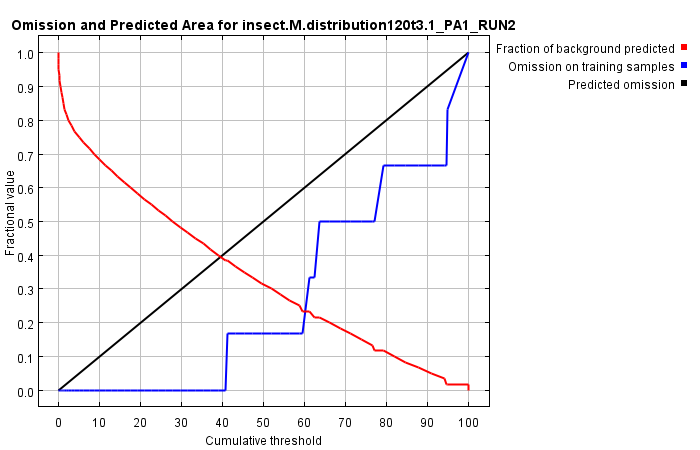 Omission and Predicted Area for insect.M.distribution120t3.1_PA1_RUN2
Fraction of background predicted
Omission on training samples
Predicted omission
Fractional value
1.0
0.9
0.8
0.7
0.6
0.5
0.4
0.3
0.2
0.1
0.0
0 10 20 30 40 50 60 70 80 90 100
Cumulative threshold